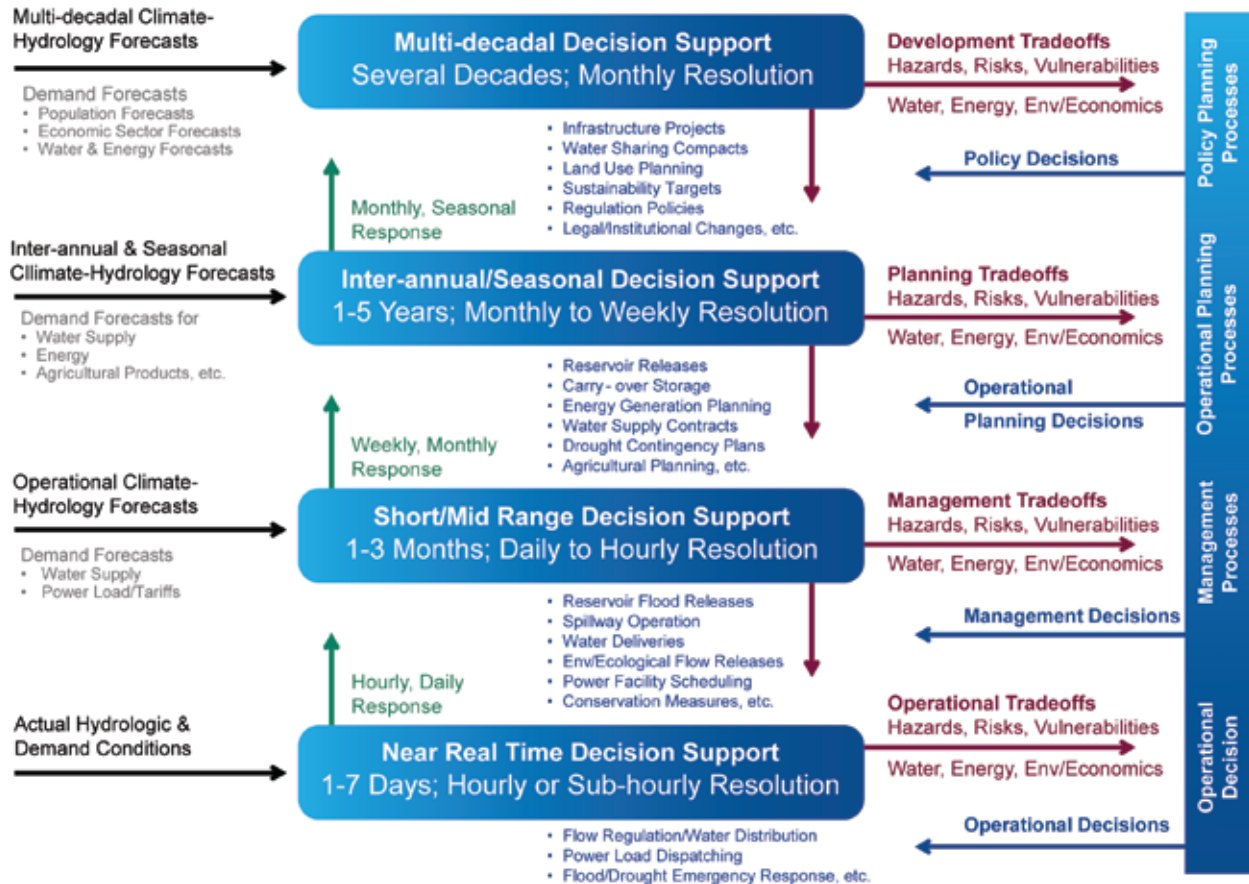 Multi-decadal Climate-
Hydrology Forecasts
Demand Forecasts
• Population Forecasts
• Economic Sector Forecasts
• Water & Energy Forecasts
Multi-decadal Decision Support
Several Decades; Monthly Resolution
Development Tradeoffs
Hazards, Risks, Vulnerabilities
Water, Energy, Env/Economics
Policy Decisions
Policy Planning
Processes
• Infrastructure Projects
• Water Sharing Compacts
• Land Use Planning
• Sustainability Targets
• Regulation Policies
• Legal/Institutional Changes, etc.
Monthly, Seasonal
Response
Inter-annual & Seasonal
Cllimate-Hydrology Forecasts
Demand Forecasts for
• Water Supply
• Energy
• Agricultural Products, etc.
Inter-annual/Seasonal Decision Support
1-5 Years; Monthly to Weekly Resolution
Planning Tradeoffs
Hazards, Risks, Vulnerabilities
Water, Energy, Env/Economics
Operational
Planning Decisions
Operational Planning
Processes
• Reservoir Releases
• Carry-over Storage
• Energy Generation Planning
• Water Supply Contracts
• Drought Contingency Plans
• Agricultural Planning, etc.
Weekly, Monthly
Response
Operational Climate-
Hydrology Forecasts
Demand Forecasts
• Water Supply
• Power Load/Tariffs
Short/Mid Range Decision Support
1-3 Months; Daily to Hourly Resolution
Management Tradeoffs
Hazards, Risks, Vulnerabilities
Water, Energy, Env/Economics
Management Decisions
Management
Processes
• Reservoir Flood Releases
• Spillway Operation
• Water Deliveries
• Env/Ecological Flow Releases
• Power Facility Scheduling
• Conservation Measures, etc.
Hourly, Daily
Response
Actual Hydrologic &
Demand Conditions
Near Real Time Decision Support
1-7 Days; Hourly or Sub-hourly Resolution
Operational Tradeoffs
Hazards, Risks, Vulnerabilities
Water, Energy, Env/Economics
Operational Decisions
Operational
Decision
• Flow Regulation/Water Distribution
• Power Load Dispatching
• Flood/Drought Emergency Response, etc.